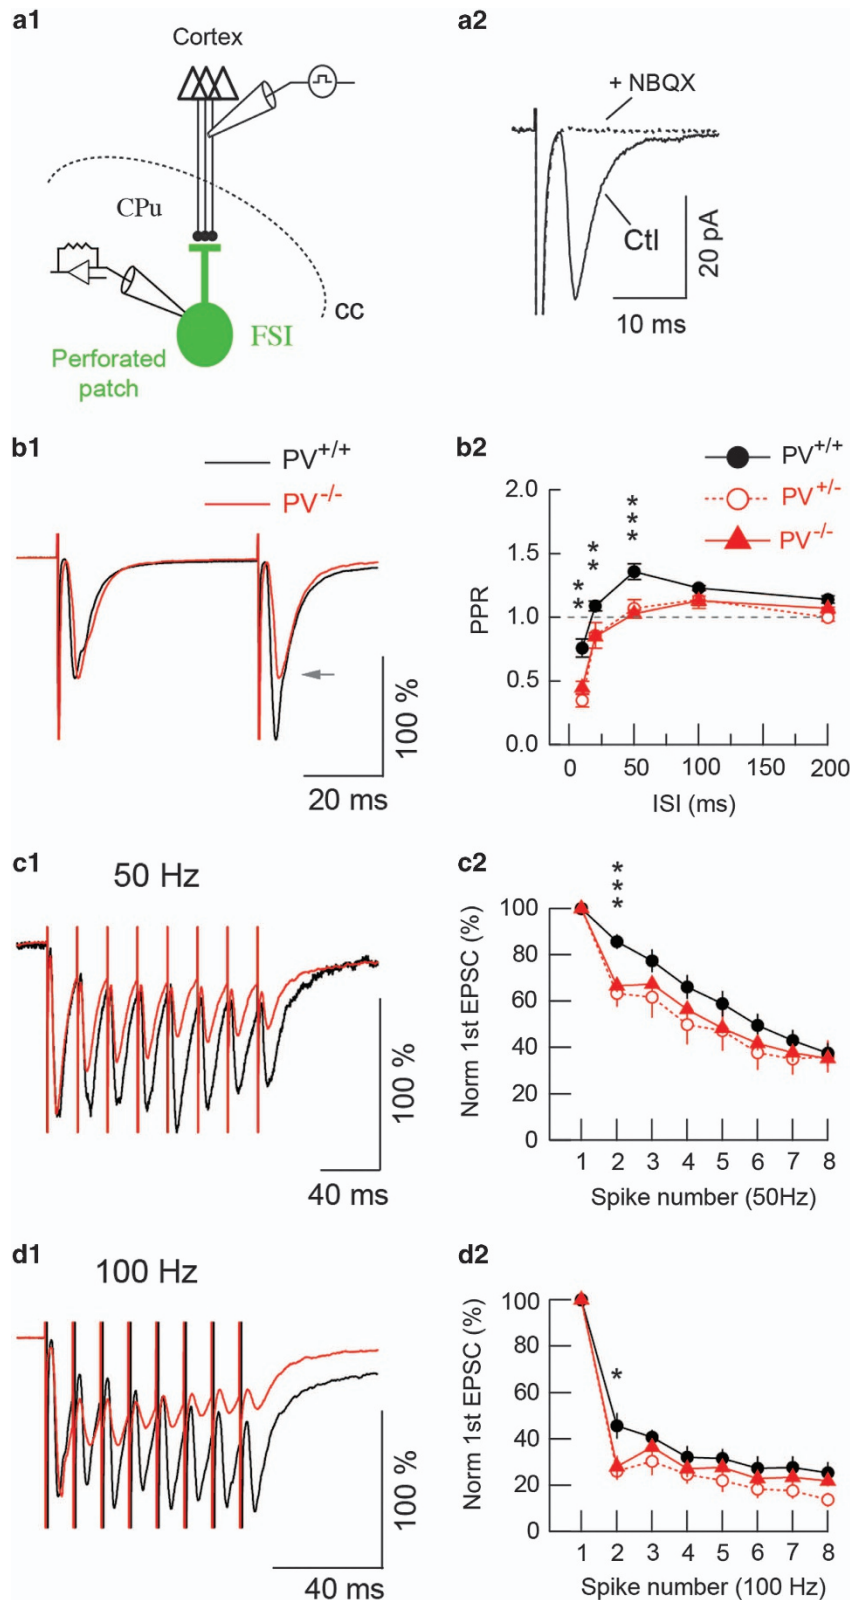 a1
Cortex
CPu
cc
FSI
Perforated
patch
a2
+ NBQX
Ctl
20 pA
10 ms
b1
PV+/+
PV-/-
100 %
20 ms
b2
PV+/+
PV+/-
PV-/-
***
**
**
2.0
1.5
1.0
0.5
0.0
PPR
0 50 100 150 200
ISI (ms)
c1
50 Hz
100 %
40 ms
c2
***
100
80
60
40
20
0
Norm 1st EPSC (%)
1 2 3 4 5 6 7 8
Spike number (50Hz)
d1
100 Hz
100 %
40 ms
d2
*
100
80
60
40
20
0
Norm 1st EPSC (%)
1 2 3 4 5 6 7 8
Spike number (100 Hz)